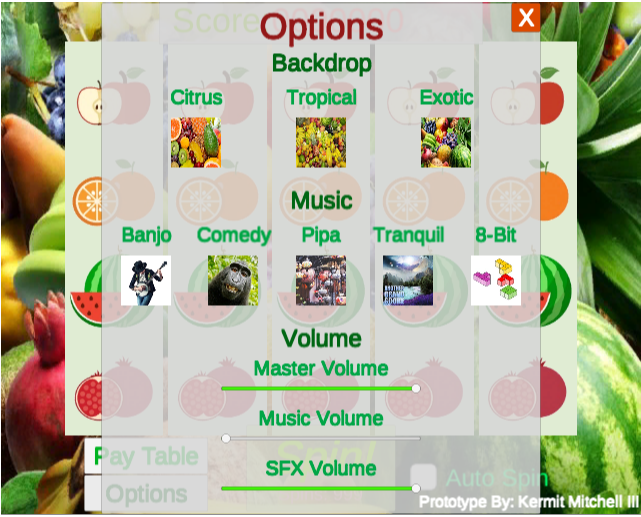 Score
Options
X
Backdrop
Citrus Tropical Exotic
Music
Banjo Comedy Pipa Tranquil 8-Bit
Volume
Master Volume
Music Volume
SFX Volume
Pay Table
Options
Spin!
Auto Spin
Prototype By: Kermit Mitchell III